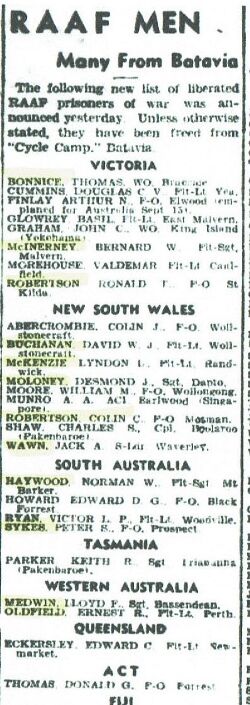 RAAF MEN
Many From Batavia
The following new list of liberated
RAAF prisoners of war was an-
nounced yesterday. Unless otherwise
stated, they have been freed from
"Cycle Camp," Batavia.
VICTORIA
BONNICE, THOMAS, WO,
CUMMINS, DOUGLAS C. V. Flt-Lt Yea.
FINLAY ARTHUR N., F-O, Elwood (em-
planed for Australia Sept 15).
GLOWLEY BASIL, Flt-Lt, East Malvern.
GRAHAM, JOHN C., WO, King Island
(Yokohama)
McINERNEY BERNARD W. Flt-Sgt,
Malvern.
MOREHOUSE, VALDEMAR Flt-Lt Caul-
field.
ROBERTSON RONALD T., F-O St
Kilda.
NEW SOUTH WALES
ABERCROMBIE, COLIN J., F-O, Woll-
stonecraft.
BUCHANAN DAVID W. J., Flt-Lt, Woll-
stonecraft.
McKENZIE LYNDON L., Flt-Lt, Rand-
wick.
MOLONEY, DESMOND J., Sgt, Dapto,
MOORE, WILLIAM M., F-O, Wollongong.
MUNRO A. A., AC1 Earlwood (Singa-
pore).
ROBERTSON, COLIN C., F-O Mosman.
SHAW, CHARLES S., Cpl, Boolaroo
(Pakenbaroe).
WAWN, JACK A. S-Ldr Waverley.
SOUTH AUSTRALIA
HAYWOOD, NORMAN W., Flt-Sgt Mt
Barker.
HOWARD EDWARD D. G., F-O, Black
Forrest
RYAN, VICTOR L. P., Flt-Lt, Woodville.
SYKES, PETER S., F-O, Prospect.
TASMANIA
PARKER KEITH R., Sgt Triabunna
(Pakenbaroe).
WESTERN AUSTRALIA
MEDWIN, LLOYD F., Sgt, Bassendean.
OLDFIELD, ERNEST R., Flt-Lt, Perth.
QUEENSLAND
ECKERSLEY, EDWARD C. Flt-Lt New-
market.
ACT
THOMAS, DONALD G. F-O Forrest
FIJI